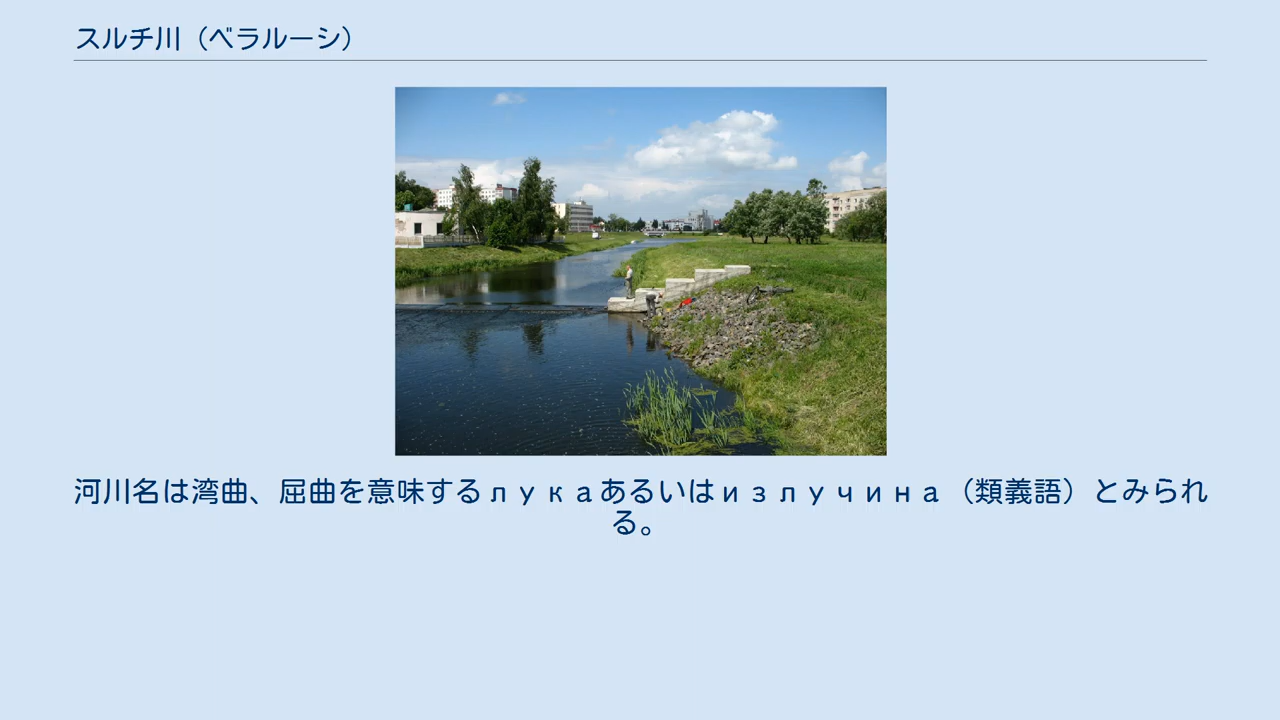 スルチ川（ベラルーシ）
河川名は湾曲、屈曲を意味するлукаあるいはизлучина（類義語）とみられ
る。